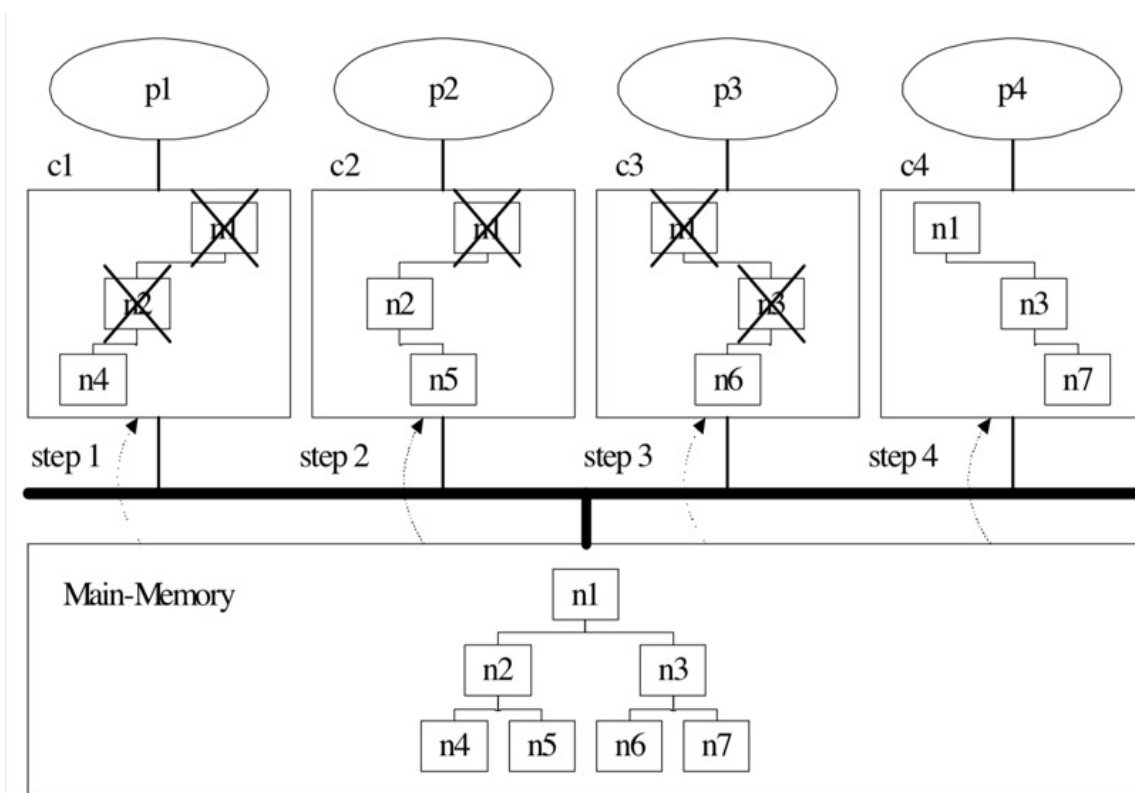 p1 p2 p3 p4
c1 c2 c3 c4
n1 n1 n1 n1
n2 n2 n3 n3
n4 n5 n6 n7
step 1 step 2 step 3 step 4
Main-Memory
n1
n2 n3
n4 n5 n6 n7